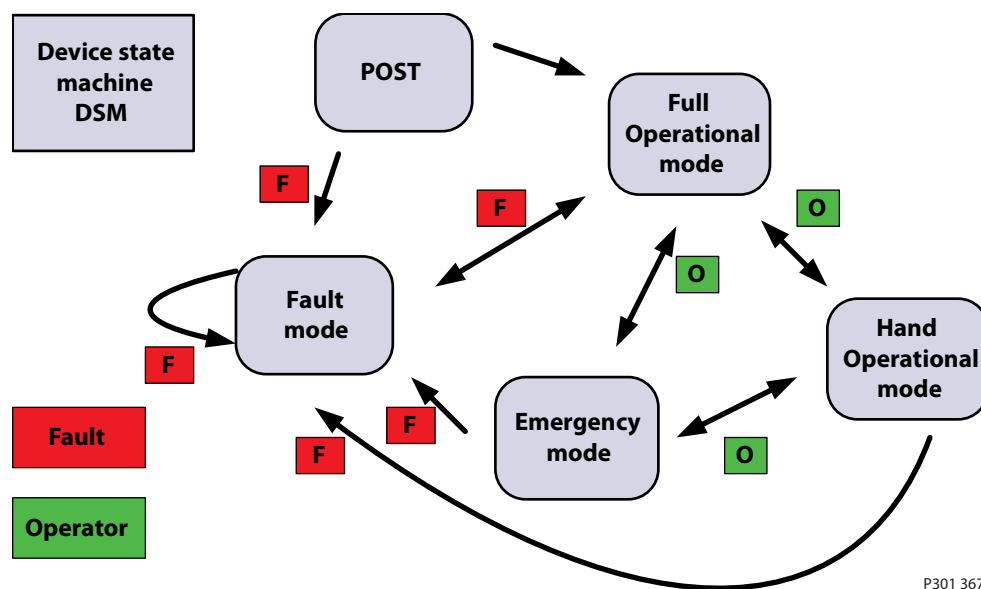 Device state
machine
DSM
POST
Full
Operational
mode
F
F
O
O
Fault
mode
Hand
Operational
mode
F
Emergency
mode
F
F
O
Fault
Operator
P301 367